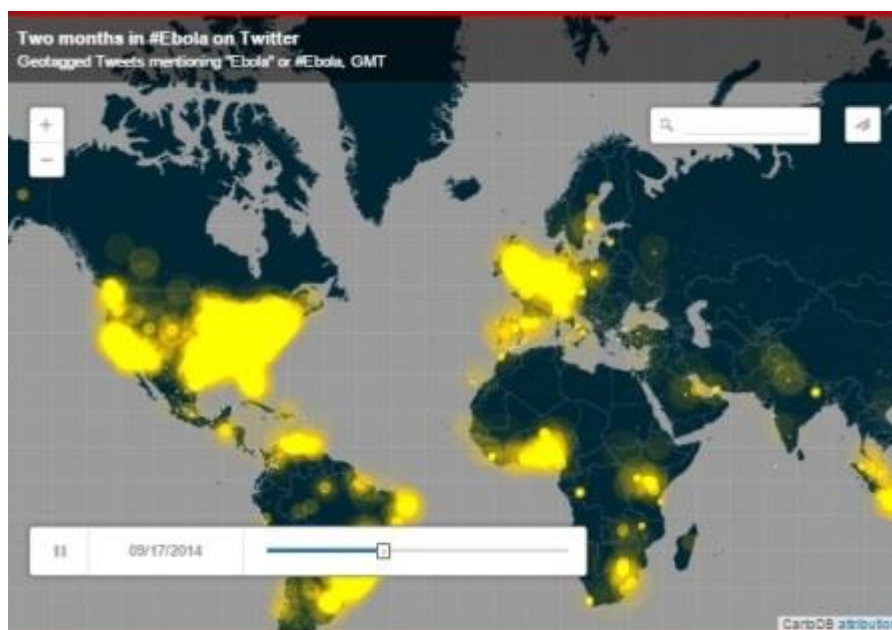 Two months in #Ebola on Twitter
Geotagged Tweets mentioning "Ebola" or #Ebola, GMT
+
−
09/17/2014
CartoDB attribution